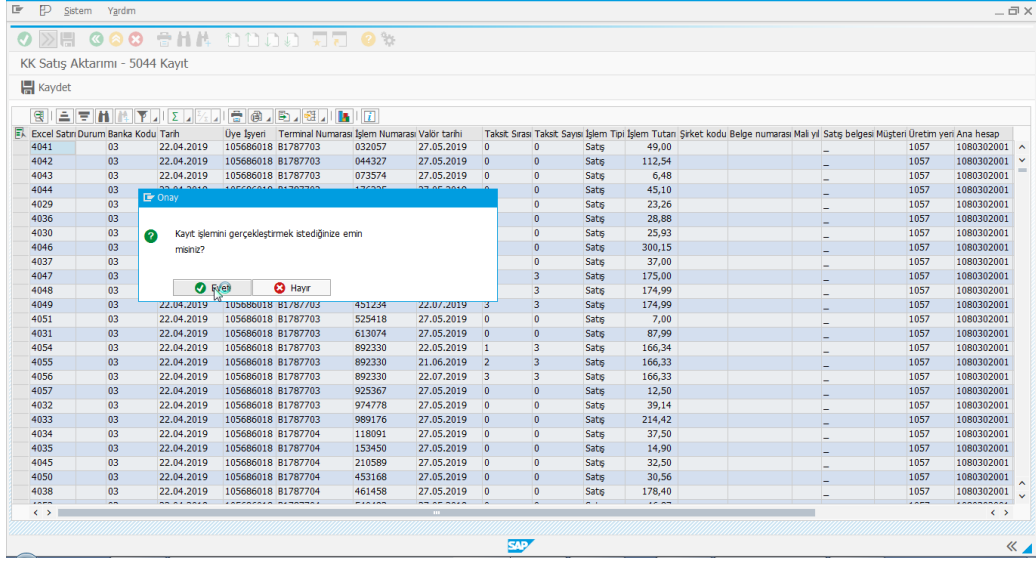 Sistem Yardım
KK Satış Aktarımı - 5044 Kayıt
Kaydet
Excel Satırı Durum Banka Kodu Tarih Üye İşyeri Terminal Numarası İşlem Numarası Valör tarihi Taksit Sırası Taksit Sayısı İşlem Tipi İşlem Tutarı Şirket kodu Belge numarası Mali yıl Satış belgesi Müşteri Üretim yeri Ana hesap
4041 03 22.04.2019 105686018 B1787703 032057 27.05.2019 0 0 Satış 49,00 _ 1057 1080302001
4042 03 22.04.2019 105686018 B1787703 044327 27.05.2019 0 0 Satış 112,54 _ 1057 1080302001
4043 03 22.04.2019 105686018 B1787703 073574 27.05.2019 0 0 Satış 6,48 _ 1057 1080302001
4044 03 22.04.2019 105686018 B1787703 27.05.2019 0 Satış 45,10 _ 1057 1080302001
4029 0 Satış 23,26 _ 1057 1080302001
4036 0 Satış 28,88 _ 1057 1080302001
4030 0 Satış 25,93 _ 1057 1080302001
4046 0 Satış 300,15 _ 1057 1080302001
4037 0 Satış 37,00 _ 1057 1080302001
4047 3 Satış 175,00 _ 1057 1080302001
4048 3 Satış 174,99 _ 1057 1080302001
Onay
Kayıt işlemini gerçekleştirmek istediğinize emin
misiniz?
Evet Hayır
4049 03 22.04.2019 105686018 B1787703 451234 22.07.2019 3 3 Satış 174,99 _ 1057 1080302001
4051 03 22.04.2019 105686018 B1787703 525418 27.05.2019 0 0 Satış 7,00 _ 1057 1080302001
4031 03 22.04.2019 105686018 B1787703 613074 27.05.2019 0 0 Satış 87,99 _ 1057 1080302001
4054 03 22.04.2019 105686018 B1787703 892330 22.05.2019 1 3 Satış 166,34 _ 1057 1080302001
4055 03 22.04.2019 105686018 B1787703 892330 21.06.2019 2 3 Satış 166,33 _ 1057 1080302001
4056 03 22.04.2019 105686018 B1787703 892330 22.07.2019 3 3 Satış 166,33 _ 1057 1080302001
4057 03 22.04.2019 105686018 B1787703 925367 27.05.2019 0 0 Satış 12,50 _ 1057 1080302001
4032 03 22.04.2019 105686018 B1787703 974778 27.05.2019 0 0 Satış 39,14 _ 1057 1080302001
4033 03 22.04.2019 105686018 B1787703 989176 27.05.2019 0 0 Satış 214,42 _ 1057 1080302001
4034 03 22.04.2019 105686018 B1787704 118091 27.05.2019 0 0 Satış 37,50 _ 1057 1080302001
4035 03 22.04.2019 105686018 B1787704 153450 27.05.2019 0 0 Satış 14,90 _ 1057 1080302001
4045 03 22.04.2019 105686018 B1787704 210589 27.05.2019 0 0 Satış 32,50 _ 1057 1080302001
4050 03 22.04.2019 105686018 B1787704 453168 27.05.2019 0 0 Satış 30,56 _ 1057 1080302001
4038 03 22.04.2019 105686018 B1787704 461458 27.05.2019 0 0 Satış 178,40 _ 1057 1080302001
SAP